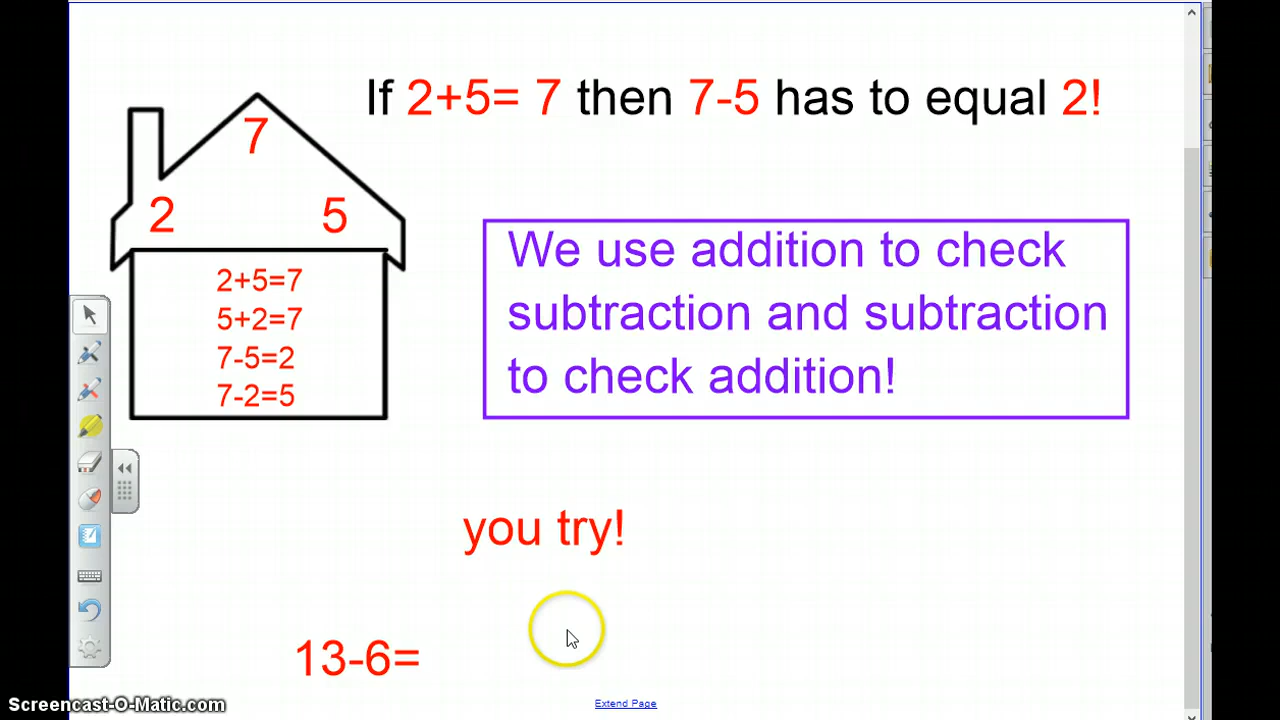 If 2+5= 7 then 7-5 has to equal 2!
7
2 5
2+5=7
5+2=7
7-5=2
7-2=5
We use addition to check
subtraction and subtraction
to check addition!
you try!
13-6=
Extend Page
Screencast-O-Matic.com